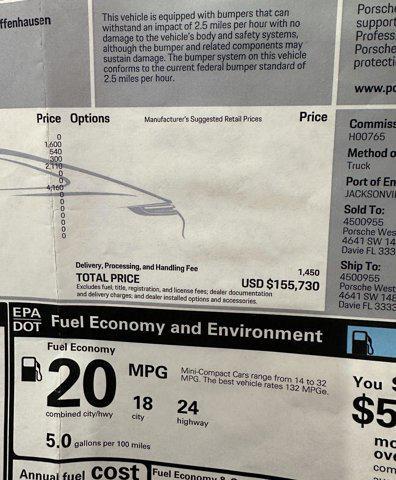 ffenhausen
This vehicle is equipped with bumpers that can
withstand an impact of 2.5 miles per hour with no
damage to the vehicle's body and safety systems,
although the bumper and related components may
sustain damage. The bumper system on this vehicle
conforms to the current federal bumper standard of
2.5 miles per hour.
Porsche
support
Profess
Porsche
protecti
www.po
Price Options Manufacturer's Suggested Retail Prices Price
0
1,600
540
300
2,110
0
0
4,160
0
0
0
0
0
0
0
Commiss
H00765
Method o
Truck
Port of En
JACKSONVI
Sold To:
4500955
Porsche Wes
4641 SW 14
Davie FL 333
Ship To:
4500955
Porsche West
4641 SW 148
Davie FL 3333
Delivery, Processing, and Handling Fee 1,450
TOTAL PRICE USD $155,730
Excludes fuel, title, registration, and license fees; dealer documentation
and delivery charges; and dealer installed options and accessories.
EPA
DOT Fuel Economy and Environment
Fuel Economy
20 MPG
combined city/hwy
18
city
24
highway
Mini-Compact Cars range from 14 to 32
MPG. The best vehicle rates 132 MPGe.
5.0 gallons per 100 miles
You S
$5
mo
ove
com
Annual fuel cost
Fuel Economy &